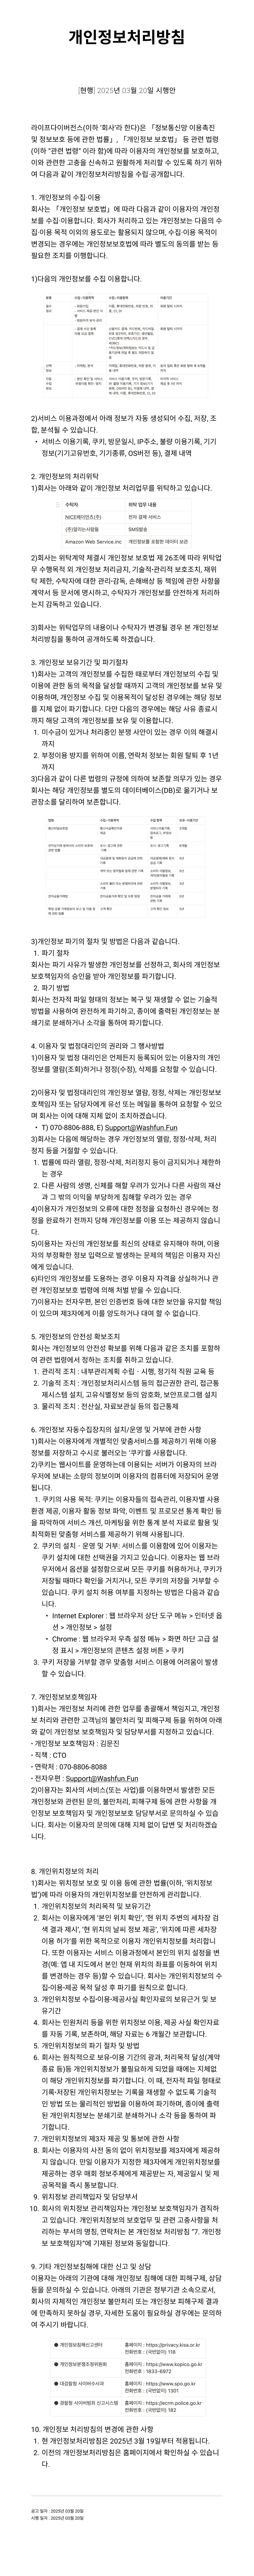 개인정보처리방침
[현행] 2025년 03월 20일 시행안
라이프다이버전스(이하 '회사'라 한다)은 「정보통신망 이용촉진
및 정보보호 등에 관한 법률」, 「개인정보 보호법」 등 관련 법령
(이하 "관련 법령" 이라 함)에 따라 이용자의 개인정보를 보호하고,
이와 관련한 고충을 신속하고 원활하게 처리할 수 있도록 하기 위하
여 다음과 같이 개인정보처리방침을 수립·공개합니다.
1. 개인정보의 수집·이용
회사는 「개인정보 보호법」에 따라 다음과 같이 이용자의 개인정
보를 수집·이용합니다. 회사가 처리하고 있는 개인정보는 다음의 수
집·이용 목적 이외의 용도로는 활용되지 않으며, 수집·이용 목적이
변경되는 경우에는 개인정보보호법에 따라 별도의 동의를 받는 등
필요한 조치를 이행합니다.
1)다음의 개인정보를 수집 이용합니다.
분류 수집·이용목적 수집·이용항목 이용기간
2)서비스 이용과정에서 아래 정보가 자동 생성되어 수집, 저장, 조
합, 분석될 수 있습니다.
• 서비스 이용기록, 쿠키, 방문일시, IP주소, 불량 이용기록, 기기
정보(기기고유번호, 기기종류, OS버전 등), 결제 내역
2. 개인정보의 처리위탁
1)회사는 아래와 같이 개인정보 처리업무를 위탁하고 있습니다.
수탁자 위탁 업무 내용
NICE페이먼츠(주) 전자 결제 서비스
(주)알리는사람들 SMS발송
Amazon Web Service.inc 개인정보를 포함한 데이터 보관
2)회사는 위탁계약 체결시 개인정보 보호법 제 26조에 따라 위탁업
무 수행목적 외 개인정보 처리금지, 기술적·관리적 보호조치, 재위
탁 제한, 수탁자에 대한 관리·감독, 손해배상 등 책임에 관한 사항을
계약서 등 문서에 명시하고, 수탁자가 개인정보를 안전하게 처리하
는지 감독하고 있습니다.
3)회사는 위탁업무의 내용이나 수탁자가 변경될 경우 본 개인정보
처리방침을 통하여 공개하도록 하겠습니다.
3. 개인정보 보유기간 및 파기절차
1)회사는 고객의 개인정보를 수집한 때로부터 개인정보의 수집 및
이용에 관한 동의 목적을 달성할 때까지 고객의 개인정보를 보유 및
이용하며, 개인정보 수집 및 이용목적이 달성된 경우에는 해당 정보
를 지체 없이 파기합니다. 다만 다음의 경우에는 해당 사유 종료시
까지 해당 고객의 개인정보를 보유 및 이용합니다.
1. 미수금이 있거나 처리중인 분쟁 사안이 있는 경우 이의 해결시
까지
2. 부정이용 방지를 위하여 이름, 연락처 정보는 회원 탈퇴 후 1년
까지
3)다음과 같이 다른 법령의 규정에 의하여 보존할 의무가 있는 경우
회사는 해당 개인정보를 별도의 데이터베이스(DB)로 옮기거나 보
관장소를 달리하여 보존합니다.
3)개인정보 파기의 절차 및 방법은 다음과 같습니다.
1. 파기 절차
회사는 파기 사유가 발생한 개인정보를 선정하고, 회사의 개인정보
보호책임자의 승인을 받아 개인정보를 파기합니다.
2. 파기 방법
회사는 전자적 파일 형태의 정보는 복구 및 재생할 수 없는 기술적
방법을 사용하여 완전하게 파기하고, 종이에 출력된 개인정보는 분
쇄기로 분쇄하거나 소각을 통하여 파기합니다.
4. 이용자 및 법정대리인의 권리와 그 행사방법
1)이용자 및 법정 대리인은 언제든지 등록되어 있는 이용자의 개인
정보를 열람(조회)하거나 정정(수정), 삭제를 요청할 수 있습니다.
2)이용자 및 법정대리인의 개인정보 열람, 정정, 삭제는 개인정보보
호책임자 또는 담당자에게 유선 또는 메일을 통하여 요청할 수 있으
며 회사는 이에 대해 지체 없이 조치하겠습니다.
• T) 070-8806-888, E) Support@Washfun.Fun
3)회사는 다음에 해당하는 경우 개인정보의 열람, 정정·삭제, 처리
정지 등을 거절할 수 있습니다.
1. 법률에 따라 열람, 정정·삭제, 처리정지 등이 금지되거나 제한하
는 경우
2. 다른 사람의 생명, 신체를 해할 우려가 있거나 다른 사람의 재산
과 그 밖의 이익을 부당하게 침해할 우려가 있는 경우
4)이용자가 개인정보의 오류에 대한 정정을 요청하신 경우에는 정
정을 완료하기 전까지 당해 개인정보를 이용 또는 제공하지 않습니
다.
5)이용자는 자신의 개인정보를 최신의 상태로 유지해야 하며, 이용
자의 부정확한 정보 입력으로 발생하는 문제의 책임은 이용자 자신
에게 있습니다.
6)타인의 개인정보를 도용하는 경우 이용자 자격을 상실하거나 관
련 개인정보보호 법령에 의해 처벌 받을 수 있습니다.
7)이용자는 전자우편, 본인 인증번호 등에 대한 보안을 유지할 책임
이 있으며 제3자에게 이를 양도하거나 대여 할 수 없습니다.
5. 개인정보의 안전성 확보조치
회사는 개인정보의 안전성 확보를 위해 다음과 같은 조치를 포함하
여 관련 법령에서 정하는 조치를 취하고 있습니다.
1. 관리적 조치 : 내부관리계획 수립ㆍ시행, 정기적 직원 교육 등
2. 기술적 조치 : 개인정보처리시스템 등의 접근권한 관리, 접근통
제시스템 설치, 고유식별정보 등의 암호화, 보안프로그램 설치
3. 물리적 조치 : 전산실, 자료보관실 등의 접근통제
6. 개인정보 자동수집장치의 설치/운영 및 거부에 관한 사항
1)회사는 이용자에게 개별적인 맞춤서비스를 제공하기 위해 이용
정보를 저장하고 수시로 불러오는 '쿠키'를 사용합니다.
2)쿠키는 웹사이트를 운영하는데 이용되는 서버가 이용자의 브라
우저에 보내는 소량의 정보이며 이용자의 컴퓨터에 저장되어 운영
됩니다.
1. 쿠키의 사용 목적: 쿠키는 이용자들의 접속관리, 이용자별 사용
환경 제공, 이용자 활동 정보 파악, 이벤트 및 프로모션 통계 확인 등
을 파악하여 서비스 개선, 마케팅을 위한 통계 분석 자료로 활용 및
최적화된 맞춤형 서비스를 제공하기 위해 사용됩니다.
2. 쿠키의 설치ㆍ운영 및 거부: 서비스를 이용함에 있어 이용자는
쿠키 설치에 대한 선택권을 가지고 있습니다. 이용자는 웹 브라
우저에서 옵션을 설정함으로써 모든 쿠키를 허용하거나, 쿠키가
저장될 때마다 확인을 거치거나, 모든 쿠키의 저장을 거부할 수
있습니다. 쿠키 설치 허용 여부를 지정하는 방법은 다음과 같습
니다.
• Internet Explorer : 웹 브라우저 상단 도구 메뉴 > 인터넷 옵
션 > 개인정보 > 설정
• Chrome : 웹 브라우저 우측 설정 메뉴 > 화면 하단 고급 설
정 표시 > 개인정보의 콘텐츠 설정 버튼 > 쿠키
3. 쿠키 저장을 거부할 경우 맞춤형 서비스 이용에 어려움이 발생
할 수 있습니다.
7. 개인정보보호책임자
1)회사는 개인정보 처리에 관한 업무를 총괄해서 책임지고, 개인정
보 처리와 관련한 고객님의 불만처리 및 피해구제 등을 위하여 아래
와 같이 개인정보 보호책임자 및 담당부서를 지정하고 있습니다.
- 개인정보 보호책임자 : 김문진
- 직책 : CTO
- 연락처 : 070-8806-8088
- 전자우편 : Support@Washfun.Fun
2)이용자는 회사의 서비스(또는 사업)를 이용하면서 발생한 모든
개인정보와 관련된 문의, 불만처리, 피해구제 등에 관한 사항을 개
인정보 보호책임자 및 개인정보보호 담당부서로 문의하실 수 있습
니다. 회사는 이용자의 문의에 대해 지체 없이 답변 및 처리하겠습
니다.
8. 개인위치정보의 처리
1)회사는 위치정보 보호 및 이용 등에 관한 법률(이하, '위치정보
법')에 따라 이용자의 개인위치정보를 안전하게 관리합니다.
1. 개인위치정보의 처리목적 및 보유기간
2. 회사는 이용자에게 '본인 위치 확인', '현 위치 주변의 세차장 검
색 결과 제시', '현 위치의 날씨 정보 제공', '위치에 따른 세차장
이용 허가'를 위한 목적으로 이용자 개인위치정보를 처리합니
다. 또한 이용자는 서비스 이용과정에서 본인의 위치 설정을 변
경(예: 앱 내 지도에서 본인 현재 위치의 좌표를 이동하여 위치
를 변경하는 경우 등)할 수 있습니다. 회사는 개인위치정보의 수
집·이용·제공 목적 달성 후 파기를 원칙으로 합니다.
3. 개인위치정보 수집·이용·제공사실 확인자료의 보유근거 및 보
유기간
4. 회사는 민원처리 등을 위한 위치정보 이용, 제공 사실 확인자료
를 자동 기록, 보존하며, 해당 자료는 6 개월간 보관합니다.
5. 개인위치정보의 파기 절차 및 방법
6. 회사는 원칙적으로 보유·이용 기간의 광과, 처리목적 달성(계약
종료 등)등 개인위치정보가 불필요하게 되었을 때에는 지체없
이 해당 개인위치정보를 파기합니다. 이 때, 전자적 파일 형태로
기록·저장된 개인위치정보는 기록을 재생할 수 없도록 기술적
인 방법 또는 물리적인 방법을 이용하여 파기하며, 종이에 출력
된 개인위치정보는 분쇄기로 분쇄하거나 소각 등을 통하여 파
기합니다.
7. 개인위치정보의 제3자 제공 및 통보에 관한 사항
8. 회사는 이용자의 사전 동의 없이 위치정보를 제3자에게 제공하
지 않습니다. 만일 이용자가 지정한 제3자에게 개인위치정보를
제공하는 경우 매회 정보주체에게 제공받는 자, 제공일시 및 제
공목적을 즉시 통보합니다.
9. 위치정보 관리책임자 및 담당부서
10. 회사의 위치정보 관리책임자는 개인정보 보호책임자가 겸직하
고 있습니다. 개인위치정보의 보호업무 및 관련 고충사항을 처
리하는 부서의 명칭, 연락처는 본 개인정보 처리방침 "7. 개인정
보 보호책임자"에 기재된 정보와 동일합니다.
9. 기타 개인정보침해에 대한 신고 및 상담
이용자는 아래의 기관에 대해 개인정보 침해에 대한 피해구제, 상담
등을 문의하실 수 있습니다. 아래의 기관은 정부기관 소속으로서,
회사의 자체적인 개인정보 불만처리 또는 개인정보 피해구제 결과
에 만족하지 못하실 경우, 자세한 도움이 필요하실 경우에는 문의하
여 주시기 바랍니다.
● 개인정보침해신고센터 홈페이지 : https://privacy.kisa.or.kr
전화번호 : (국번없이) 118
● 개인정보분쟁조정위원회 홈페이지 : https://www.kopico.go.kr
전화번호 : 1833-6972
● 대검찰청 사이버수사과 홈페이지 : https://www.spo.go.kr
전화번호 : (국번없이) 1301
● 경찰청 사이버범죄 신고시스템 홈페이지 : https://ecrm.police.go.kr
전화번호 : (국번없이) 182
10. 개인정보 처리방침의 변경에 관한 사항
1. 현 개인정보처리방침은 2025년 3월 19일부터 적용됩니다.
2. 이전의 개인정보처리방침은 홈페이지에서 확인하실 수 있습니
다.
공고 일자 : 2025년 03월 20일
시행 일자 : 2025년 03월 20일